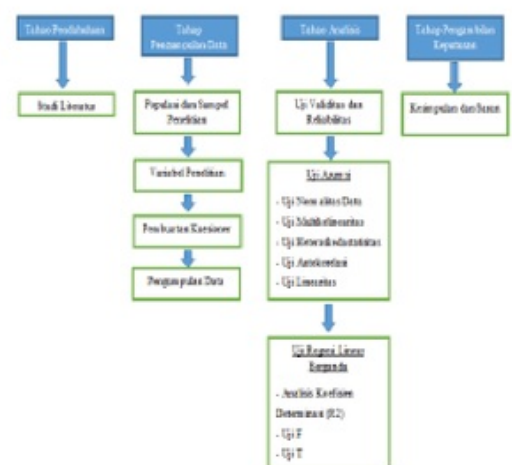 Tahap Pendahuluan
Studi Literatur
Tahap
Pengumpulan Data
Populasi dan Sampel
Penelitian
Variabel Penelitian
Pembuatan Kuesioner
Pengumpulan Data
Tahap Analisis
Uji Validitas dan
Reliabilitas
Uji Asumsi
- Uji Normalitas Data
- Uji Multikolinearitas
- Uji Heteroskedastisitas
- Uji Autokorelasi
- Uji Linearitas
Uji Regresi Linear
Berganda
- Analisis Koefisien
Determinasi (R2)
- Uji F
- Uji T
Tahap Pengambilan
Keputusan
Kesimpulan dan Saran